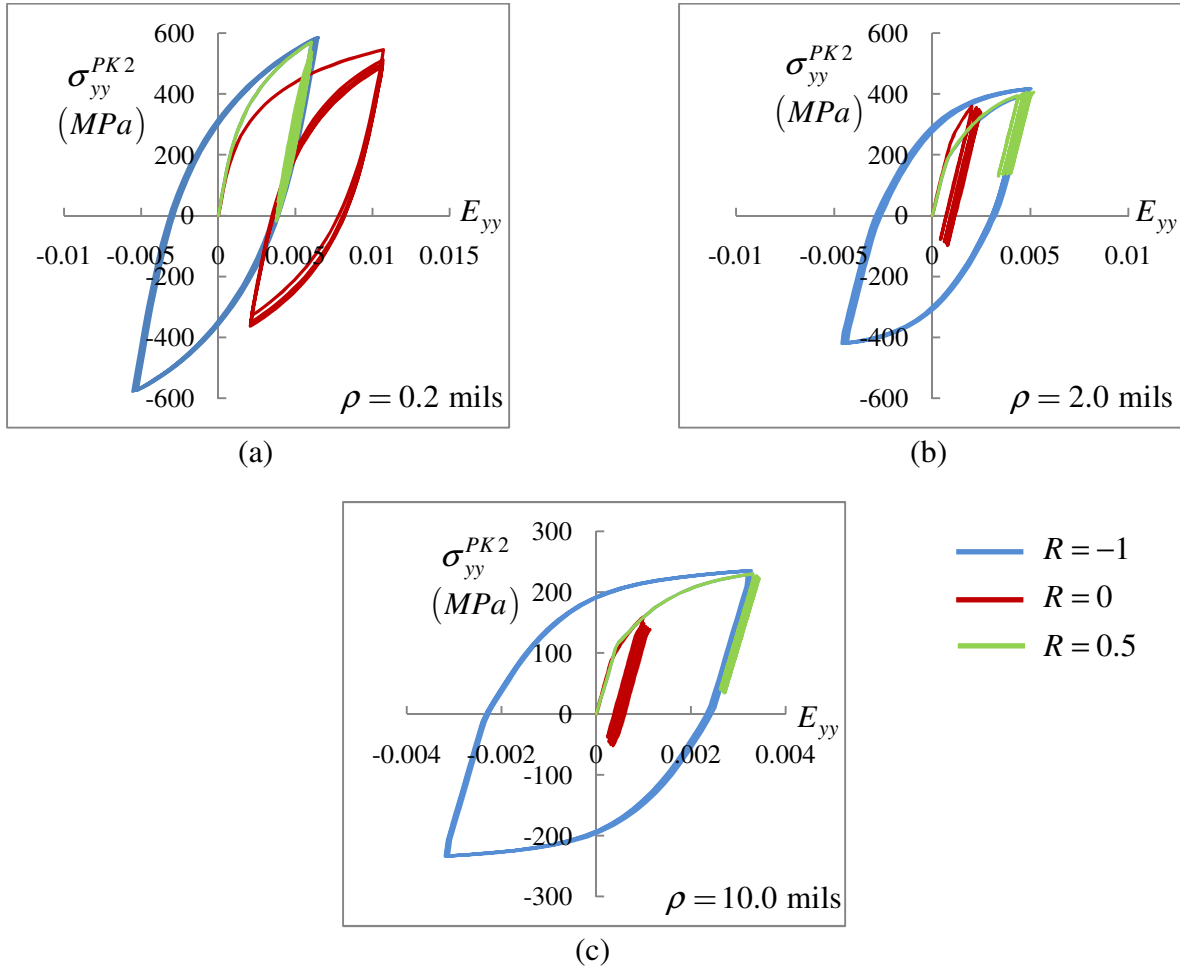 600
400
200
0
-200
-400
-600
σ_yy^PK2
(MPa)
E_yy
-0.01 -0.005 0 0.005 0.01 0.015
ρ = 0.2 mils
(a)
600
400
200
0
-200
-400
-600
σ_yy^PK2
(MPa)
E_yy
-0.01 -0.005 0 0.005 0.01
ρ = 2.0 mils
(b)
300
200
100
0
-100
-200
-300
σ_yy^PK2
(MPa)
E_yy
-0.004 -0.002 0 0.002 0.004
ρ = 10.0 mils
(c)
R = −1
R = 0
R = 0.5